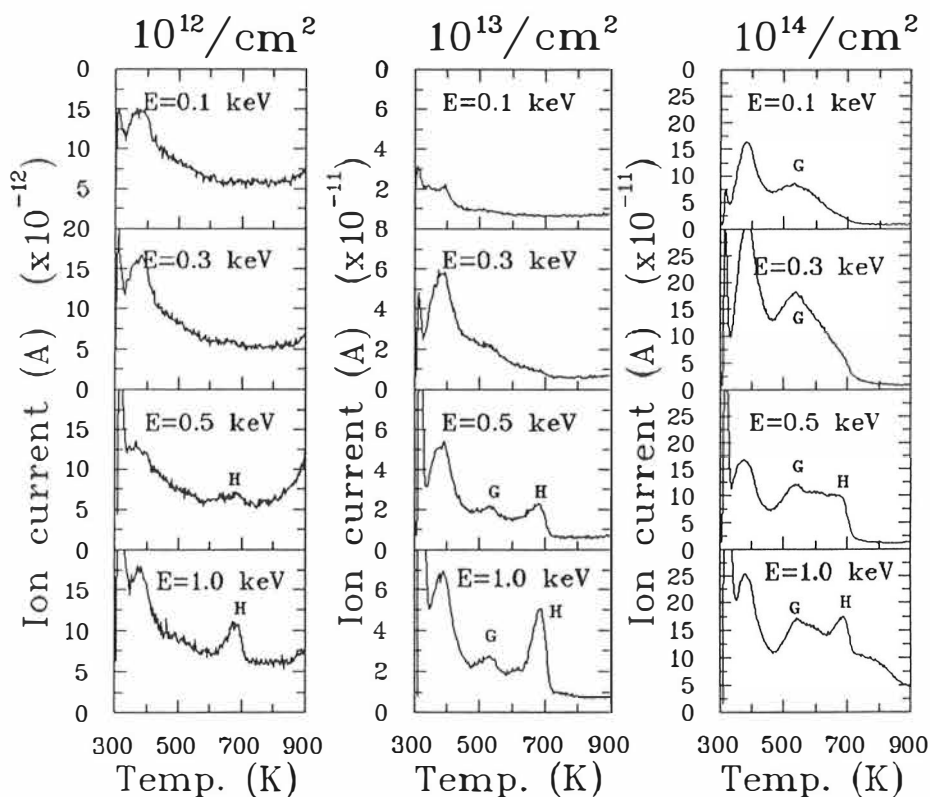 10^12/cm^2 10^13/cm^2 10^14/cm^2
Ion current (A) (x10^-12)
0
15
10
5
20
15
10
5
0
15
10
5
0
15
10
5
0
E=0.1 keV
E=0.3 keV
E=0.5 keV
H
E=1.0 keV
H
300 500 700 900
Temp. (K)
Ion current (A) (x10^-11)
0
6
4
2
0
6
4
2
0
6
4
2
0
6
4
2
0
E=0.1 keV
E=0.3 keV
E=0.5 keV
G H
E=1.0 keV
G H
300 500 700 900
Temp. (K)
Ion current (A) (x10^-11)
0
25
20
15
10
5
0
25
20
15
10
5
0
25
20
15
10
5
0
25
20
15
10
5
0
E=0.1 keV
G
E=0.3 keV
G
E=0.5 keV
G H
E=1.0 keV
G H
300 500 700 900
Temp. (K)